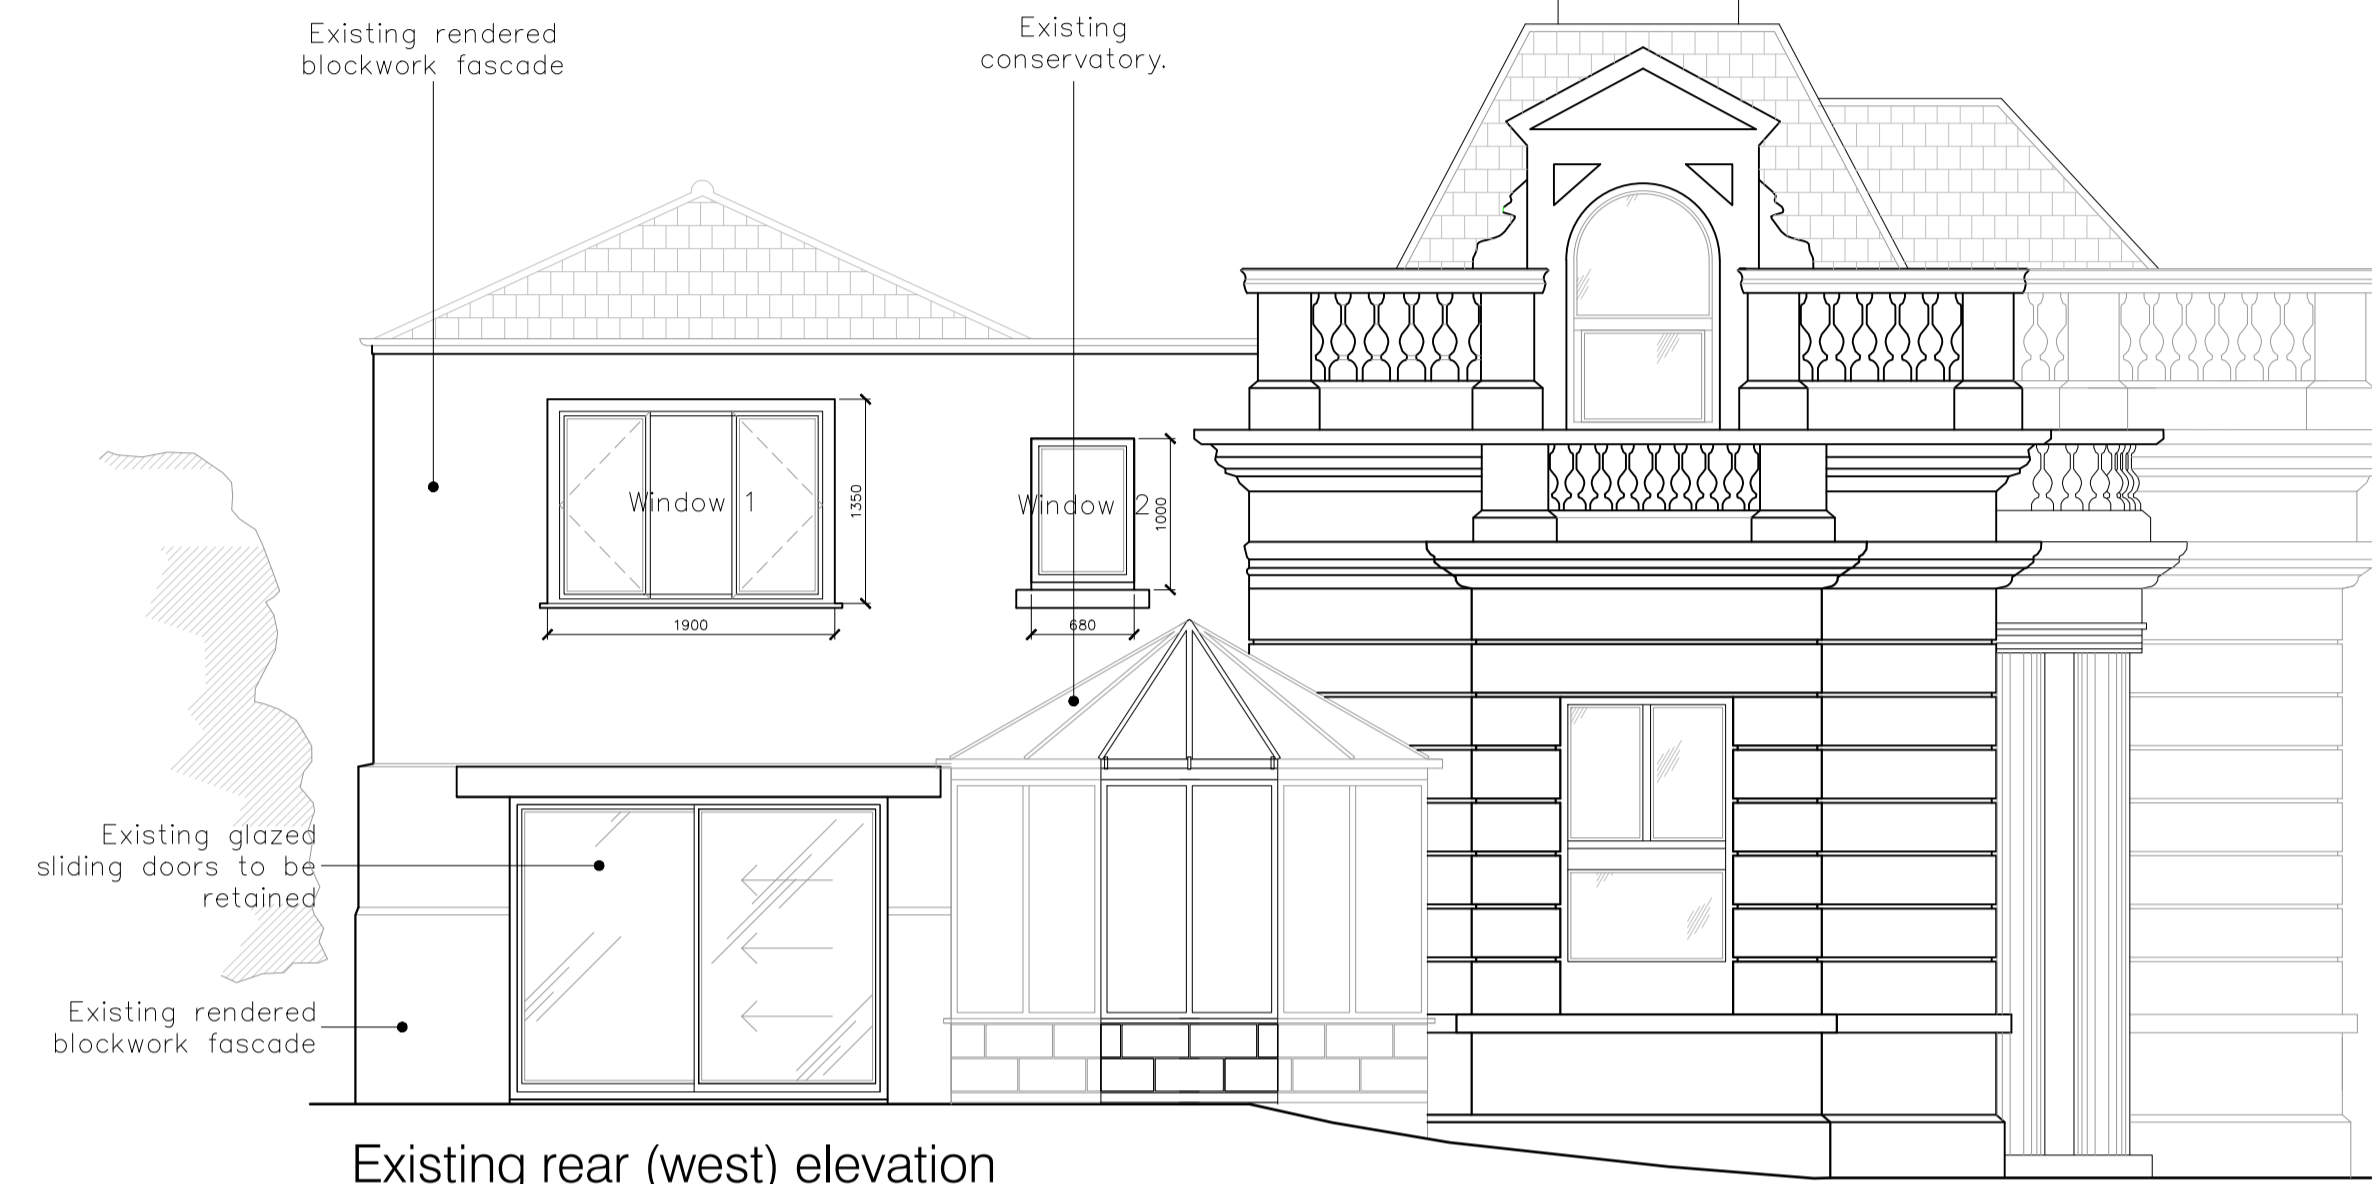 Existing rendered
blockwork fascade
Existing
conservatory.
Window 1
1350
1900
Window 2
1000
680
Existing glazed
sliding doors to be
retained
Existing rendered
blockwork fascade
Existing rear (west) elevation